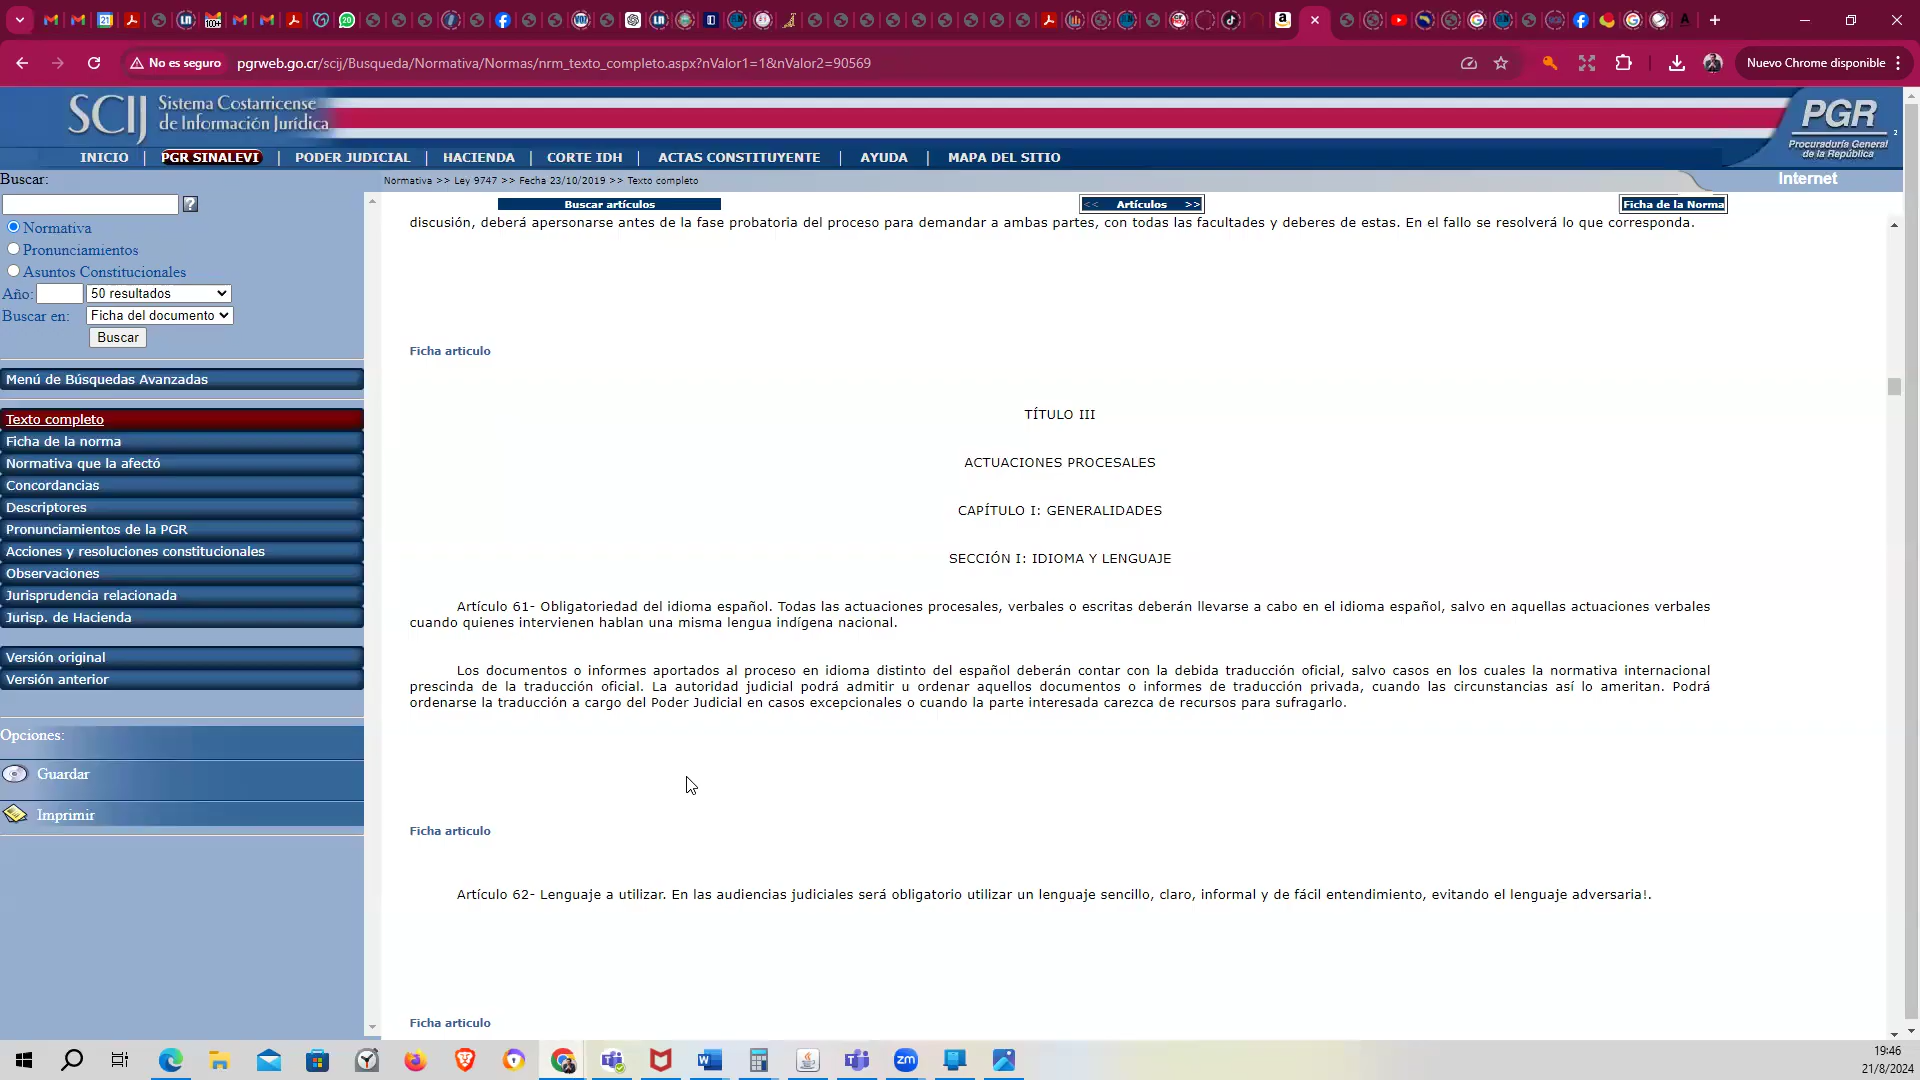 No es seguro
pgrweb.go.cr/scij/Busqueda/Normativa/Normas/nrm_texto_completo.aspx?nValor1=1&nValor2=90569
Nuevo Chrome disponible
SCIJ Sistema Costarricense
de Información Jurídica
PGR
Procuraduría General
de la República
INICIO | PGR SINALEVI | PODER JUDICIAL | HACIENDA | CORTE IDH | ACTAS CONSTITUYENTE | AYUDA | MAPA DEL SITIO
Internet
Buscar:
Normativa
Pronunciamientos
Asuntos Constitucionales
Año: 50 resultados
Buscar en: Ficha del documento
Buscar
Menú de Búsquedas Avanzadas
Texto completo
Ficha de la norma
Normativa que la afectó
Concordancias
Descriptores
Pronunciamientos de la PGR
Acciones y resoluciones constitucionales
Observaciones
Jurisprudencia relacionada
Jurisp. de Hacienda
Versión original
Versión anterior
Opciones:
Guardar
Imprimir
Normativa >> Ley 9747 >> Fecha 23/10/2019 >> Texto completo
Buscar artículos
<< Artículos >>
Ficha de la Norma
discusión, deberá apersonarse antes de la fase probatoria del proceso para demandar a ambas partes, con todas las facultades y deberes de estas. En el fallo se resolverá lo que corresponda.
Ficha articulo
TÍTULO III
ACTUACIONES PROCESALES
CAPÍTULO I: GENERALIDADES
SECCIÓN I: IDIOMA Y LENGUAJE
Artículo 61- Obligatoriedad del idioma español. Todas las actuaciones procesales, verbales o escritas deberán llevarse a cabo en el idioma español, salvo en aquellas actuaciones verbales
cuando quienes intervienen hablan una misma lengua indígena nacional.
Los documentos o informes aportados al proceso en idioma distinto del español deberán contar con la debida traducción oficial, salvo casos en los cuales la normativa internacional
prescinda de la traducción oficial. La autoridad judicial podrá admitir u ordenar aquellos documentos o informes de traducción privada, cuando las circunstancias así lo ameritan. Podrá
ordenarse la traducción a cargo del Poder Judicial en casos excepcionales o cuando la parte interesada carezca de recursos para sufragarlo.
Ficha articulo
Artículo 62- Lenguaje a utilizar. En las audiencias judiciales será obligatorio utilizar un lenguaje sencillo, claro, informal y de fácil entendimiento, evitando el lenguaje adversaria!.
Ficha articulo
19:46
21/8/2024